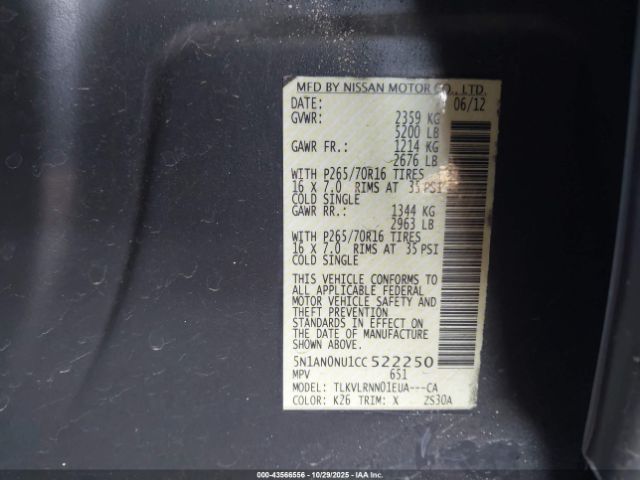 MFD BY NISSAN MOTOR CO., LTD.
DATE: 06/12
GVWR: 2359 KG
5200 LB
GAWR FR.: 1214 KG
2676 LB
WITH P265/70R16 TIRES
16 X 7.0 RIMS AT 35 PSI
COLD SINGLE
GAWR RR.: 1344 KG
2963 LB
WITH P265/70R16 TIRES
16 X 7.0 RIMS AT 35 PSI
COLD SINGLE
THIS VEHICLE CONFORMS TO
ALL APPLICABLE FEDERAL
MOTOR VEHICLE SAFETY AND
THEFT PREVENTION
STANDARDS IN EFFECT ON
THE DATE OF MANUFACTURE
SHOWN ABOVE.
5N1AN0NU1CC522250
MPV 651
MODEL: TLKVLRNN01EUA---CA
COLOR: K26 TRIM: X ZS30A
000-43566556 - 10/29/2025 - IAAI.COM